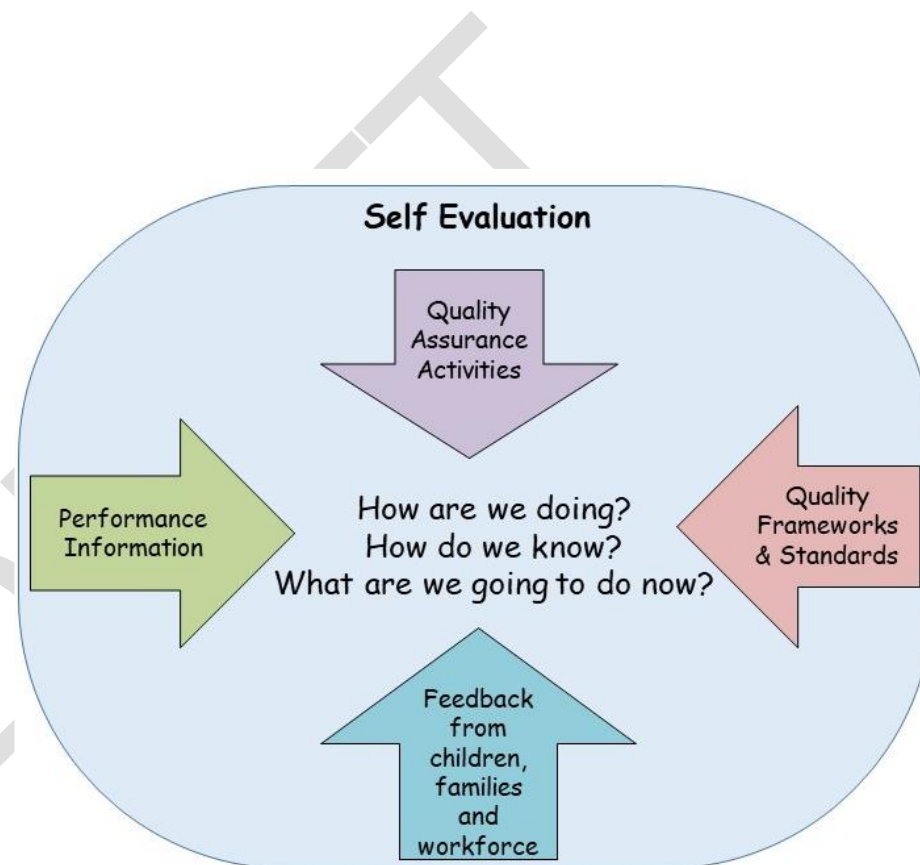 Self Evaluation
Quality
Assurance
Activities
Performance
Information
How are we doing?
How do we know?
What are we going to do now?
Quality
Frameworks
& Standards
Feedback
from
children,
families
and
workforce